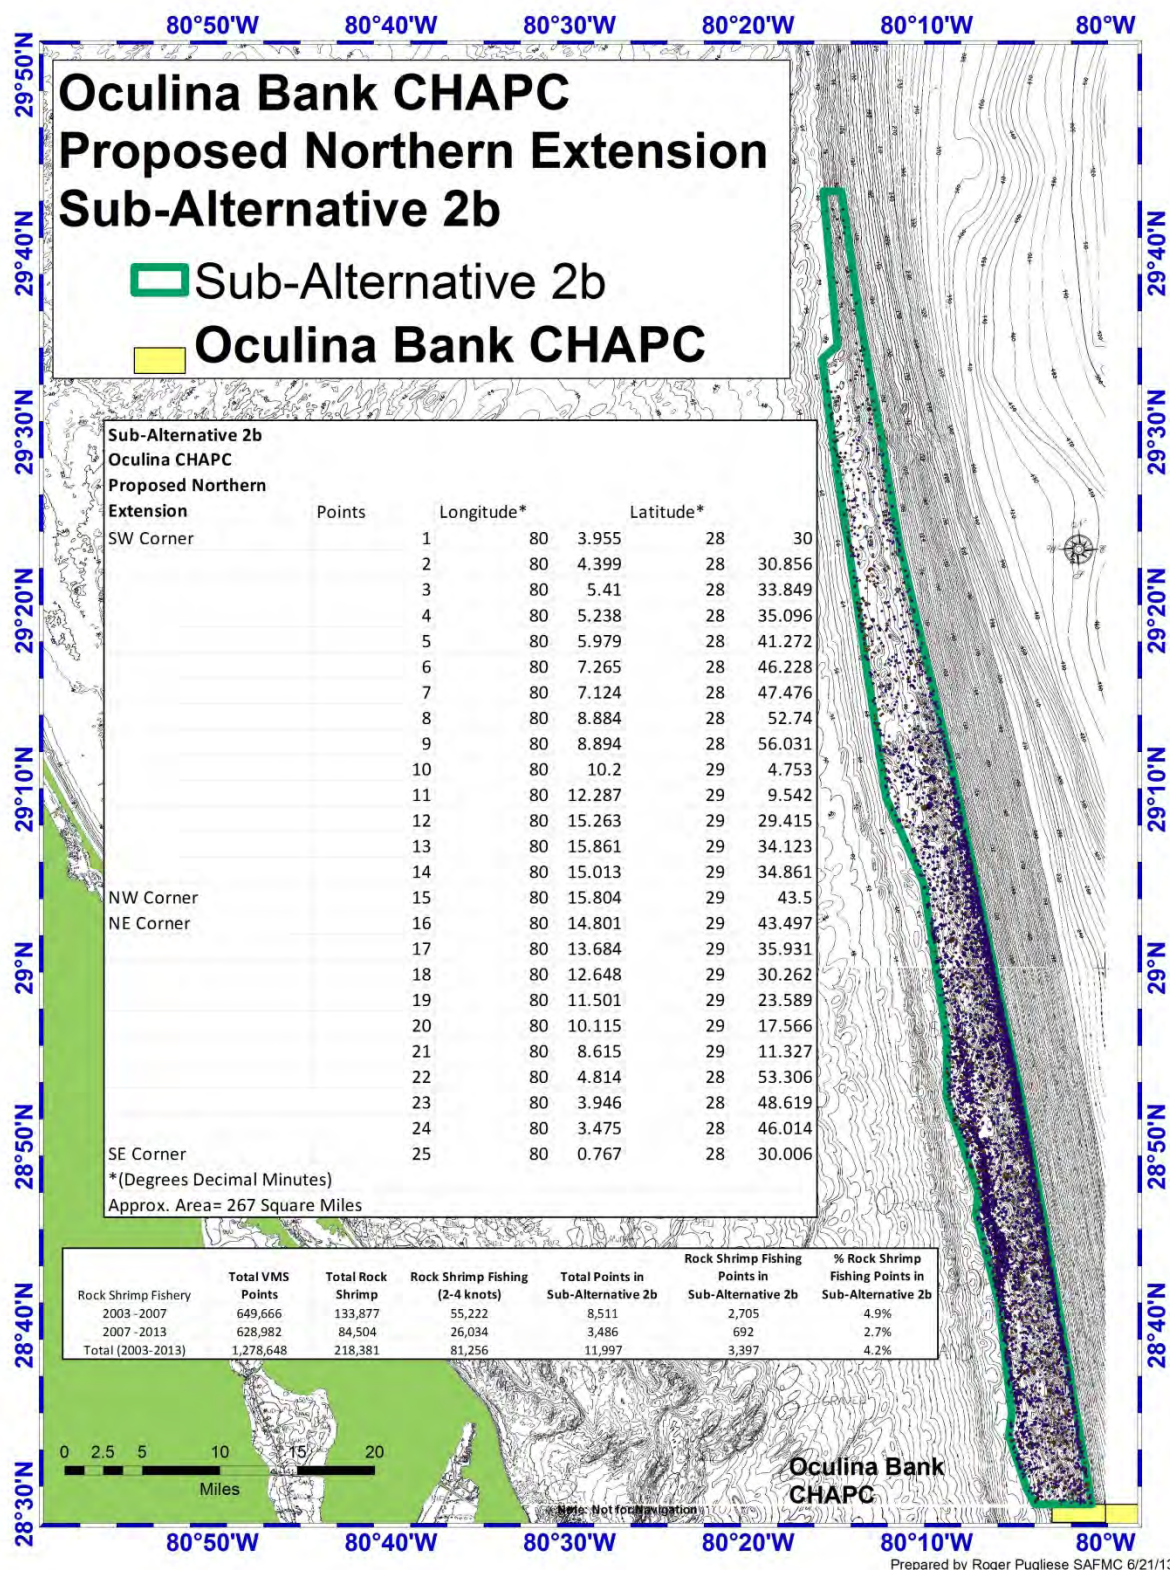 80°50'W 80°40'W 80°30'W 80°20'W 80°10'W 80°W
29°50'N
29°40'N 29°40'N
29°30'N 29°30'N
29°20'N 29°20'N
29°10'N 29°10'N
29°N 29°N
28°50'N 28°50'N
28°40'N 28°40'N
28°30'N
Oculina Bank CHAPC
Proposed Northern Extension
Sub-Alternative 2b
Sub-Alternative 2b
Oculina Bank CHAPC
Sub-Alternative 2b
Oculina CHAPC
Proposed Northern
Extension Points Longitude* Latitude*
SW Corner 1 80 3.955 28 30
2 80 4.399 28 30.856
3 80 5.41 28 33.849
4 80 5.238 28 35.096
5 80 5.979 28 41.272
6 80 7.265 28 46.228
7 80 7.124 28 47.476
8 80 8.884 28 52.74
9 80 8.894 28 56.031
10 80 10.2 29 4.753
11 80 12.287 29 9.542
12 80 15.263 29 29.415
13 80 15.861 29 34.123
14 80 15.013 29 34.861
NW Corner 15 80 15.804 29 43.5
NE Corner 16 80 14.801 29 43.497
17 80 13.684 29 35.931
18 80 12.648 29 30.262
19 80 11.501 29 23.589
20 80 10.115 29 17.566
21 80 8.615 29 11.327
22 80 4.814 28 53.306
23 80 3.946 28 48.619
24 80 3.475 28 46.014
SE Corner 25 80 0.767 28 30.006
*(Degrees Decimal Minutes)
Approx. Area= 267 Square Miles
Rock Shrimp Fishing % Rock Shrimp
Total VMS Total Rock Rock Shrimp Fishing Total Points in Points in Fishing Points in
Rock Shrimp Fishery Points Shrimp (2-4 knots) Sub-Alternative 2b Sub-Alternative 2b Sub-Alternative 2b
2003 -2007 649,666 133,877 55,222 8,511 2,705 4.9%
2007 -2013 628,982 84,504 26,034 3,486 692 2.7%
Total (2003-2013) 1,278,648 218,381 81,256 11,997 3,397 4.2%
0 2.5 5 10 15 20
Miles
GRAVEL
Oculina Bank
CHAPC
Note: Not for Navigation
80°50'W 80°40'W 80°30'W 80°20'W 80°10'W 80°W
Prepared by Roger Pugliese SAFMC 6/21/13